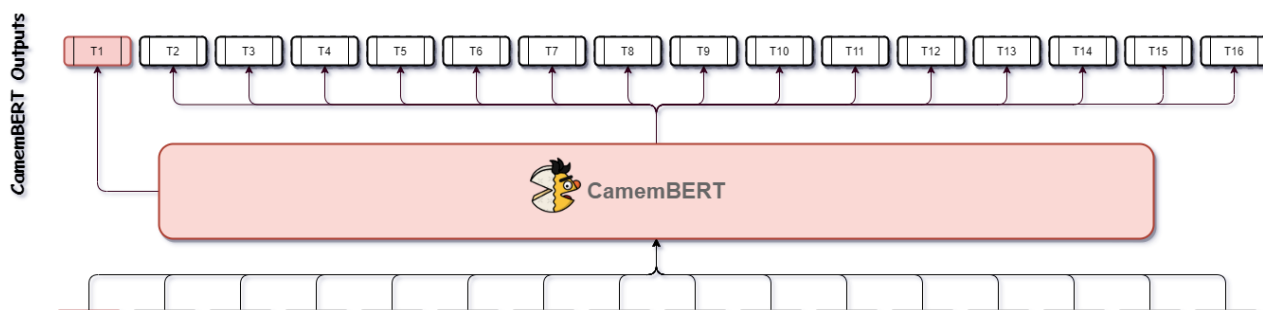 CamemBERT Outputs
T1 T2 T3 T4 T5 T6 T7 T8 T9 T10 T11 T12 T13 T14 T15 T16
CamemBERT